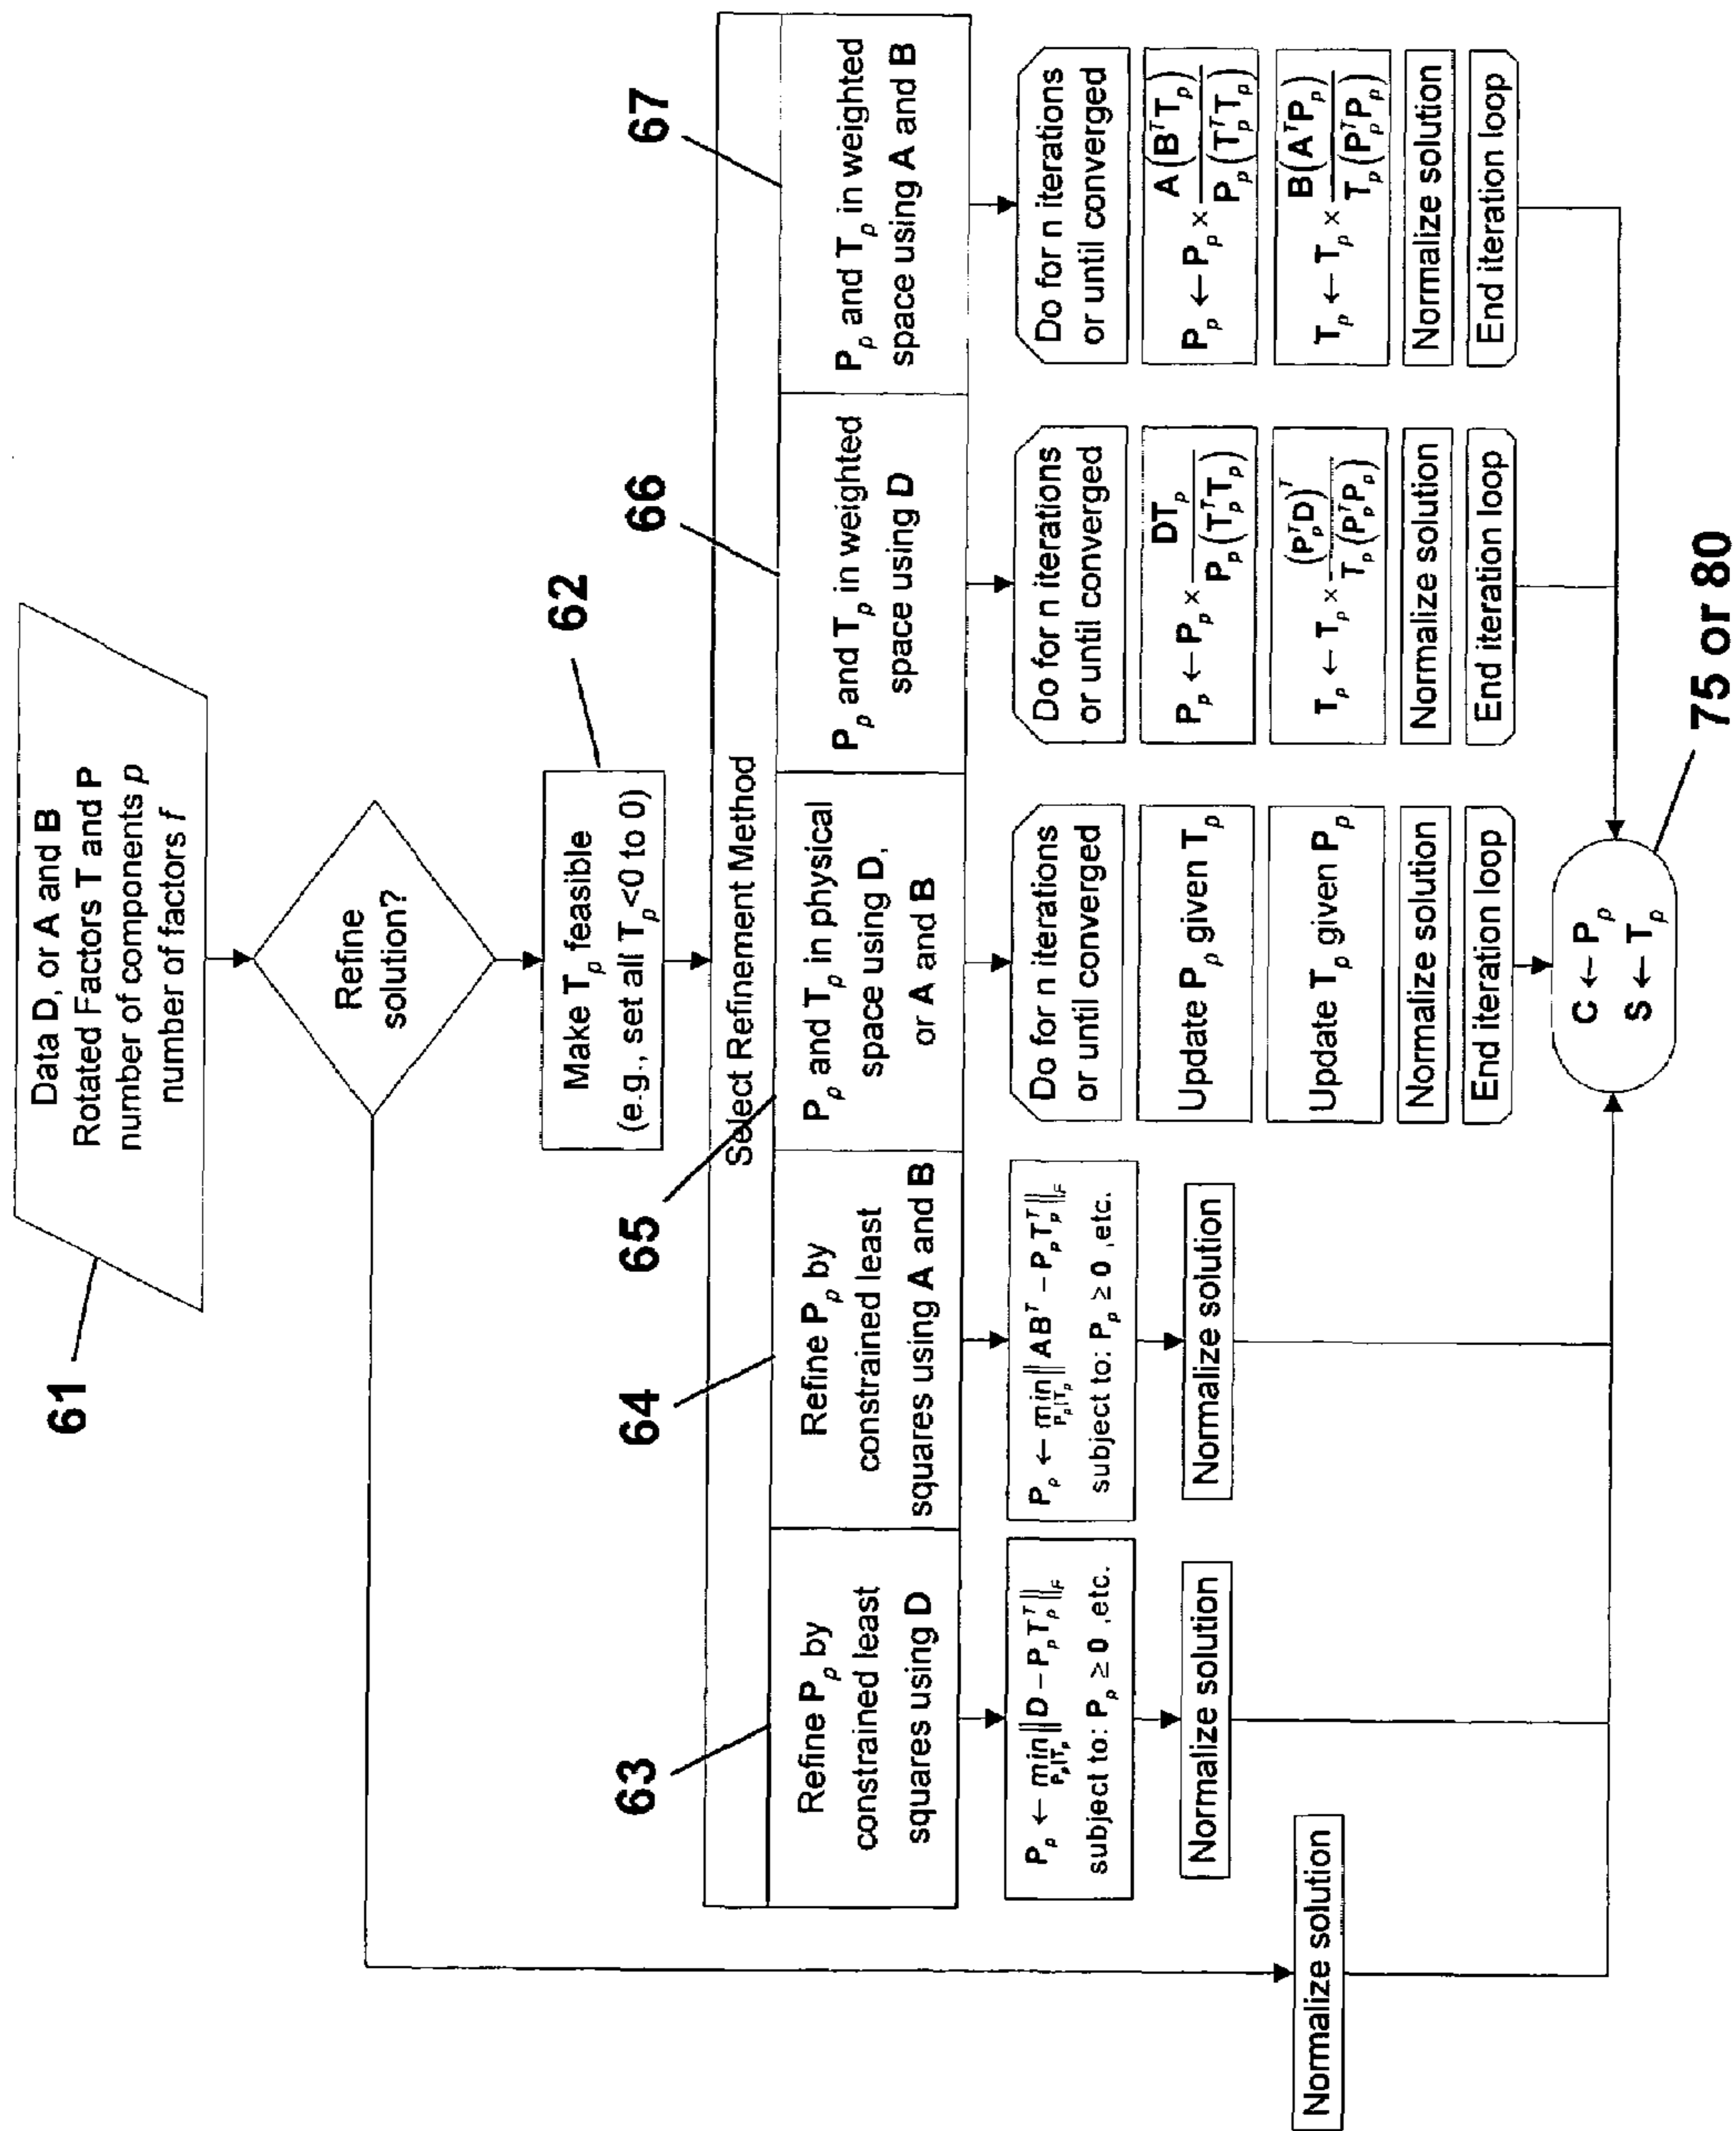 61
Data D, or A and B
Rotated Factors T and P
number of components p
number of factors f
Refine
solution?
62
Make T_p feasible
(e.g., set all T_p <0 to 0)
Select Refinement Method
63
Refine P_p by
constrained least
squares using D
64
Refine P_p by
constrained least
squares using A and B
65
P_p and T_p in physical
space using D,
or A and B
66
P_p and T_p in weighted
space using D
67
P_p and T_p in weighted
space using A and B
P_p ← min_{P_p|T_p} ‖D − P_p T_p^T‖_F
subject to: P_p ≥ 0 ,etc.
Normalize solution
P_p ← min_{P_p|T_p} ‖AB^T − P_p T_p^T‖_F
subject to: P_p ≥ 0 ,etc.
Normalize solution
Do for n iterations
or until converged
Update P_p given T_p
Update T_p given P_p
Normalize solution
End iteration loop
Do for n iterations
or until converged
P_p ← P_p × DT_p / P_p(T_p^T T_p)
T_p ← T_p × (P_p^T D)^T / T_p(P_p^T P_p)
Normalize solution
End iteration loop
Do for n iterations
or until converged
P_p ← P_p × A(B^T T_p) / P_p(T_p^T T_p)
T_p ← T_p × B(A^T P_p) / T_p(P_p^T P_p)
Normalize solution
End iteration loop
Normalize solution
C ← P_p
S ← T_p
75 or 80